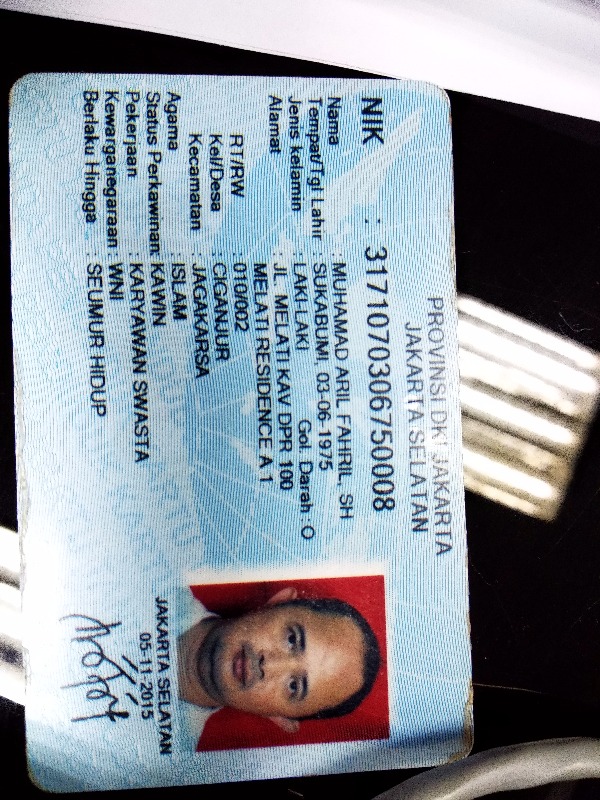 PROVINSI DKI JAKARTA
JAKARTA SELATAN
NIK : 3171070306750008
Nama : MUHAMAD ARIL FAHRIL, SH
Tempat/Tgl Lahir : SUKABUMI, 03-06-1975
Jenis kelamin : LAKI-LAKI Gol. Darah : O
Alamat : JL. MELATI KAV DPR 100
MELATI RESIDENCE A 1
RT/RW : 010/002
Kel/Desa : CIGANJUR
Kecamatan : JAGAKARSA
Agama : ISLAM
Status Perkawinan : KAWIN
Pekerjaan : KARYAWAN SWASTA
Kewarganegaraan : WNI
Berlaku Hingga : SEUMUR HIDUP
JAKARTA SELATAN
05-11-2015